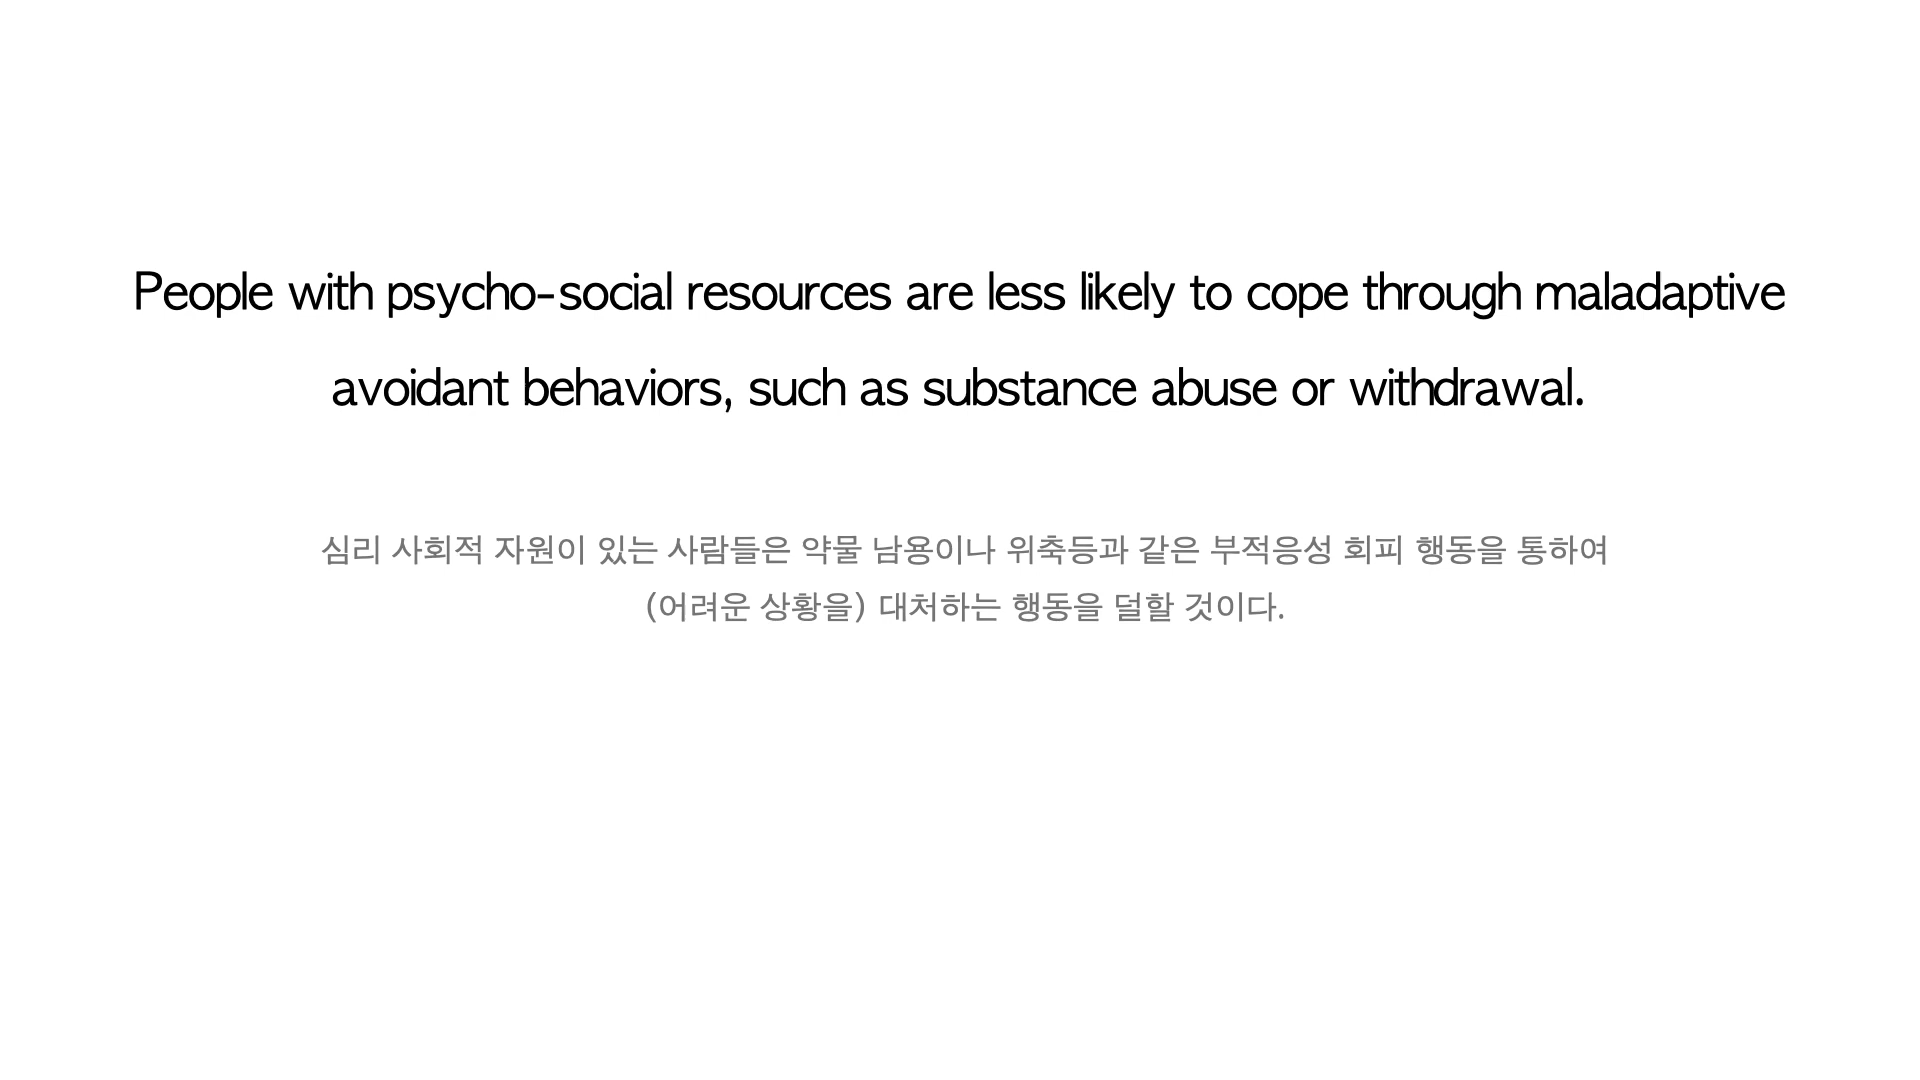 People with psycho-social resources are less likely to cope through maladaptive
avoidant behaviors, such as substance abuse or withdrawal.
심리 사회적 자원이 있는 사람들은 약물 남용이나 위축등과 같은 부적응성 회피 행동을 통하여
(어려운 상황을) 대처하는 행동을 덜할 것이다.